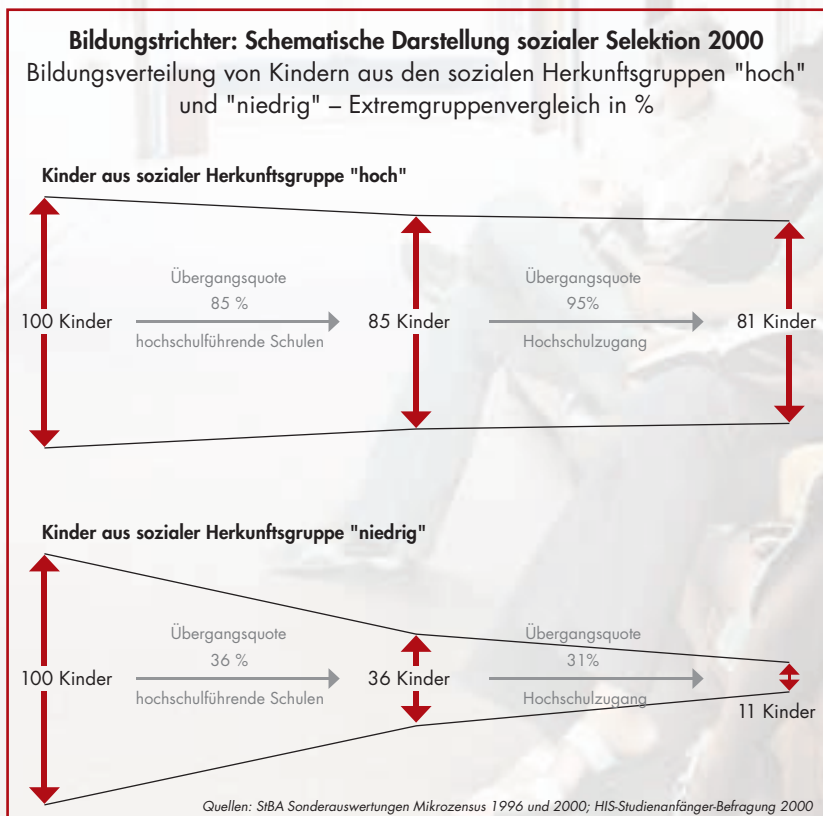 Bildungstrichter: Schematische Darstellung sozialer Selektion 2000
Bildungsverteilung von Kindern aus den sozialen Herkunftsgruppen "hoch"
und "niedrig" – Extremgruppenvergleich in %
Kinder aus sozialer Herkunftsgruppe "hoch"
Übergangsquote
85 %
100 Kinder
hochschulführende Schulen
85 Kinder
Übergangsquote
95%
Hochschulzugang
81 Kinder
Kinder aus sozialer Herkunftsgruppe "niedrig"
Übergangsquote
36 %
100 Kinder
hochschulführende Schulen
36 Kinder
Übergangsquote
31%
Hochschulzugang
11 Kinder
Quellen: StBA Sonderauswertungen Mikrozensus 1996 und 2000; HIS-Studienanfänger-Befragung 2000